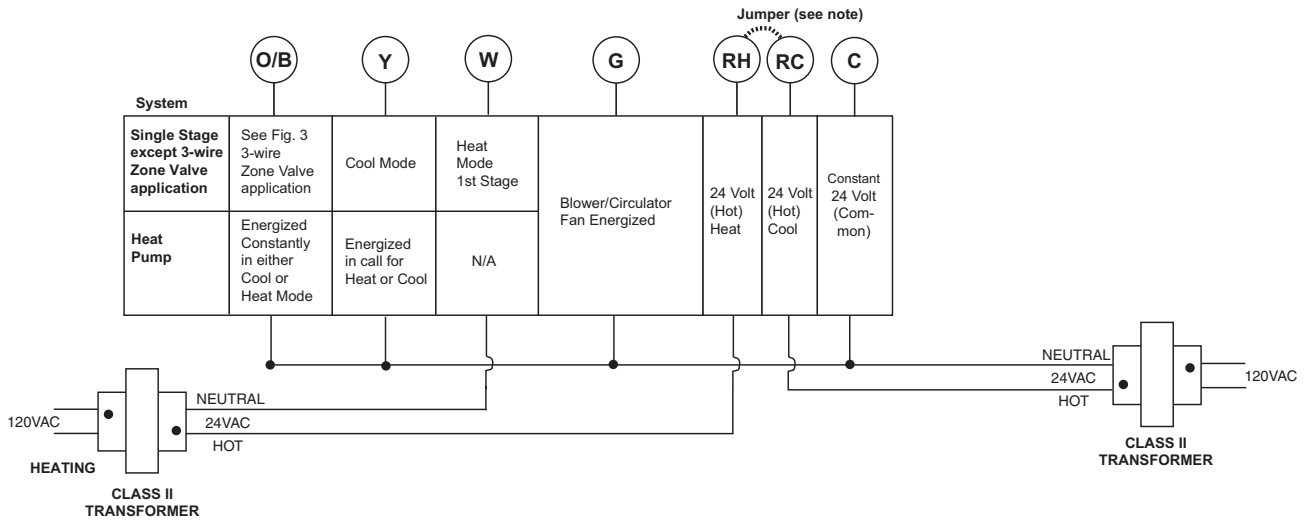 Jumper (see note)
O/B
Y
W
G
RH
RC
C
System
Single Stage
except 3-wire
Zone Valve
application
See Fig. 3
3-wire
Zone Valve
application
Cool Mode
Heat
Mode
1st Stage
Blower/Circulator
Fan Energized
24 Volt
(Hot)
Heat
24 Volt
(Hot)
Cool
Constant
24 Volt
(Com-
mon)
Heat
Pump
Energized
Constantly
in either
Cool or
Heat Mode
Energized
in call for
Heat or Cool
N/A
NEUTRAL
24VAC
HOT
120VAC
CLASS II
TRANSFORMER
120VAC
NEUTRAL
24VAC
HOT
HEATING
CLASS II
TRANSFORMER